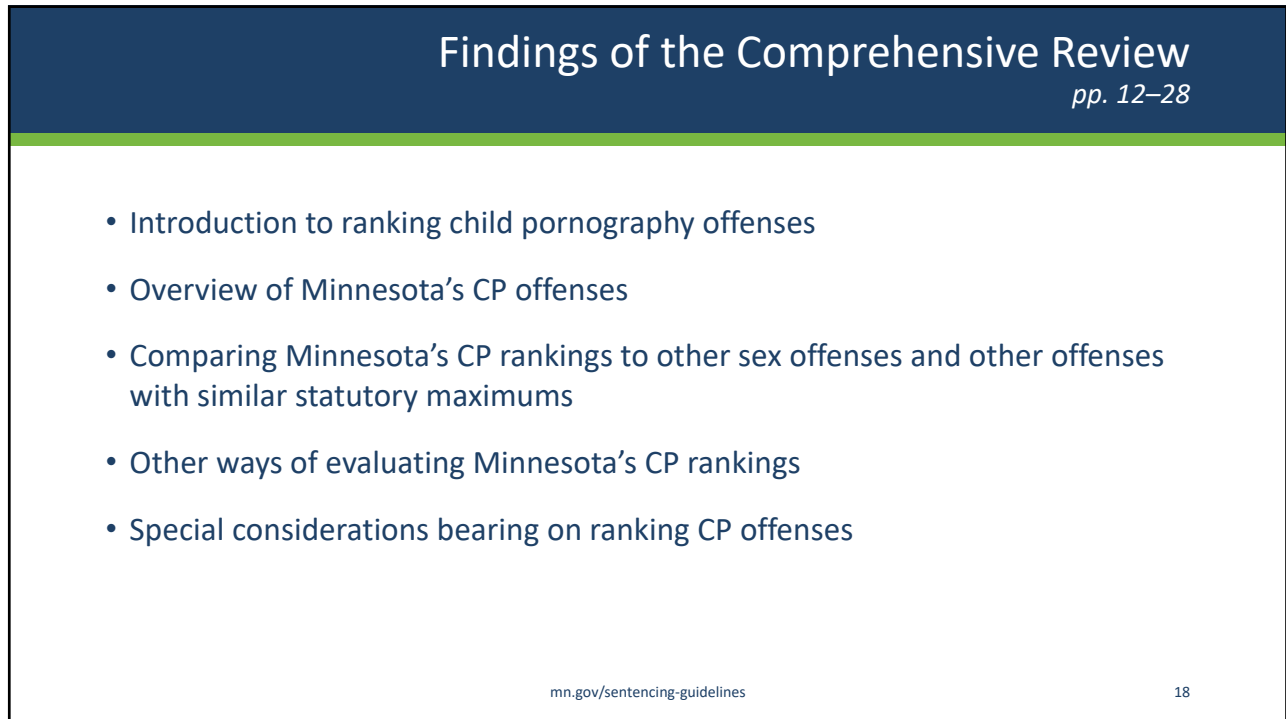 Findings of the Comprehensive Review
pp. 12–28
• Introduction to ranking child pornography offenses
• Overview of Minnesota’s CP offenses
• Comparing Minnesota’s CP rankings to other sex offenses and other offenses
with similar statutory maximums
• Other ways of evaluating Minnesota’s CP rankings
• Special considerations bearing on ranking CP offenses
mn.gov/sentencing-guidelines
18